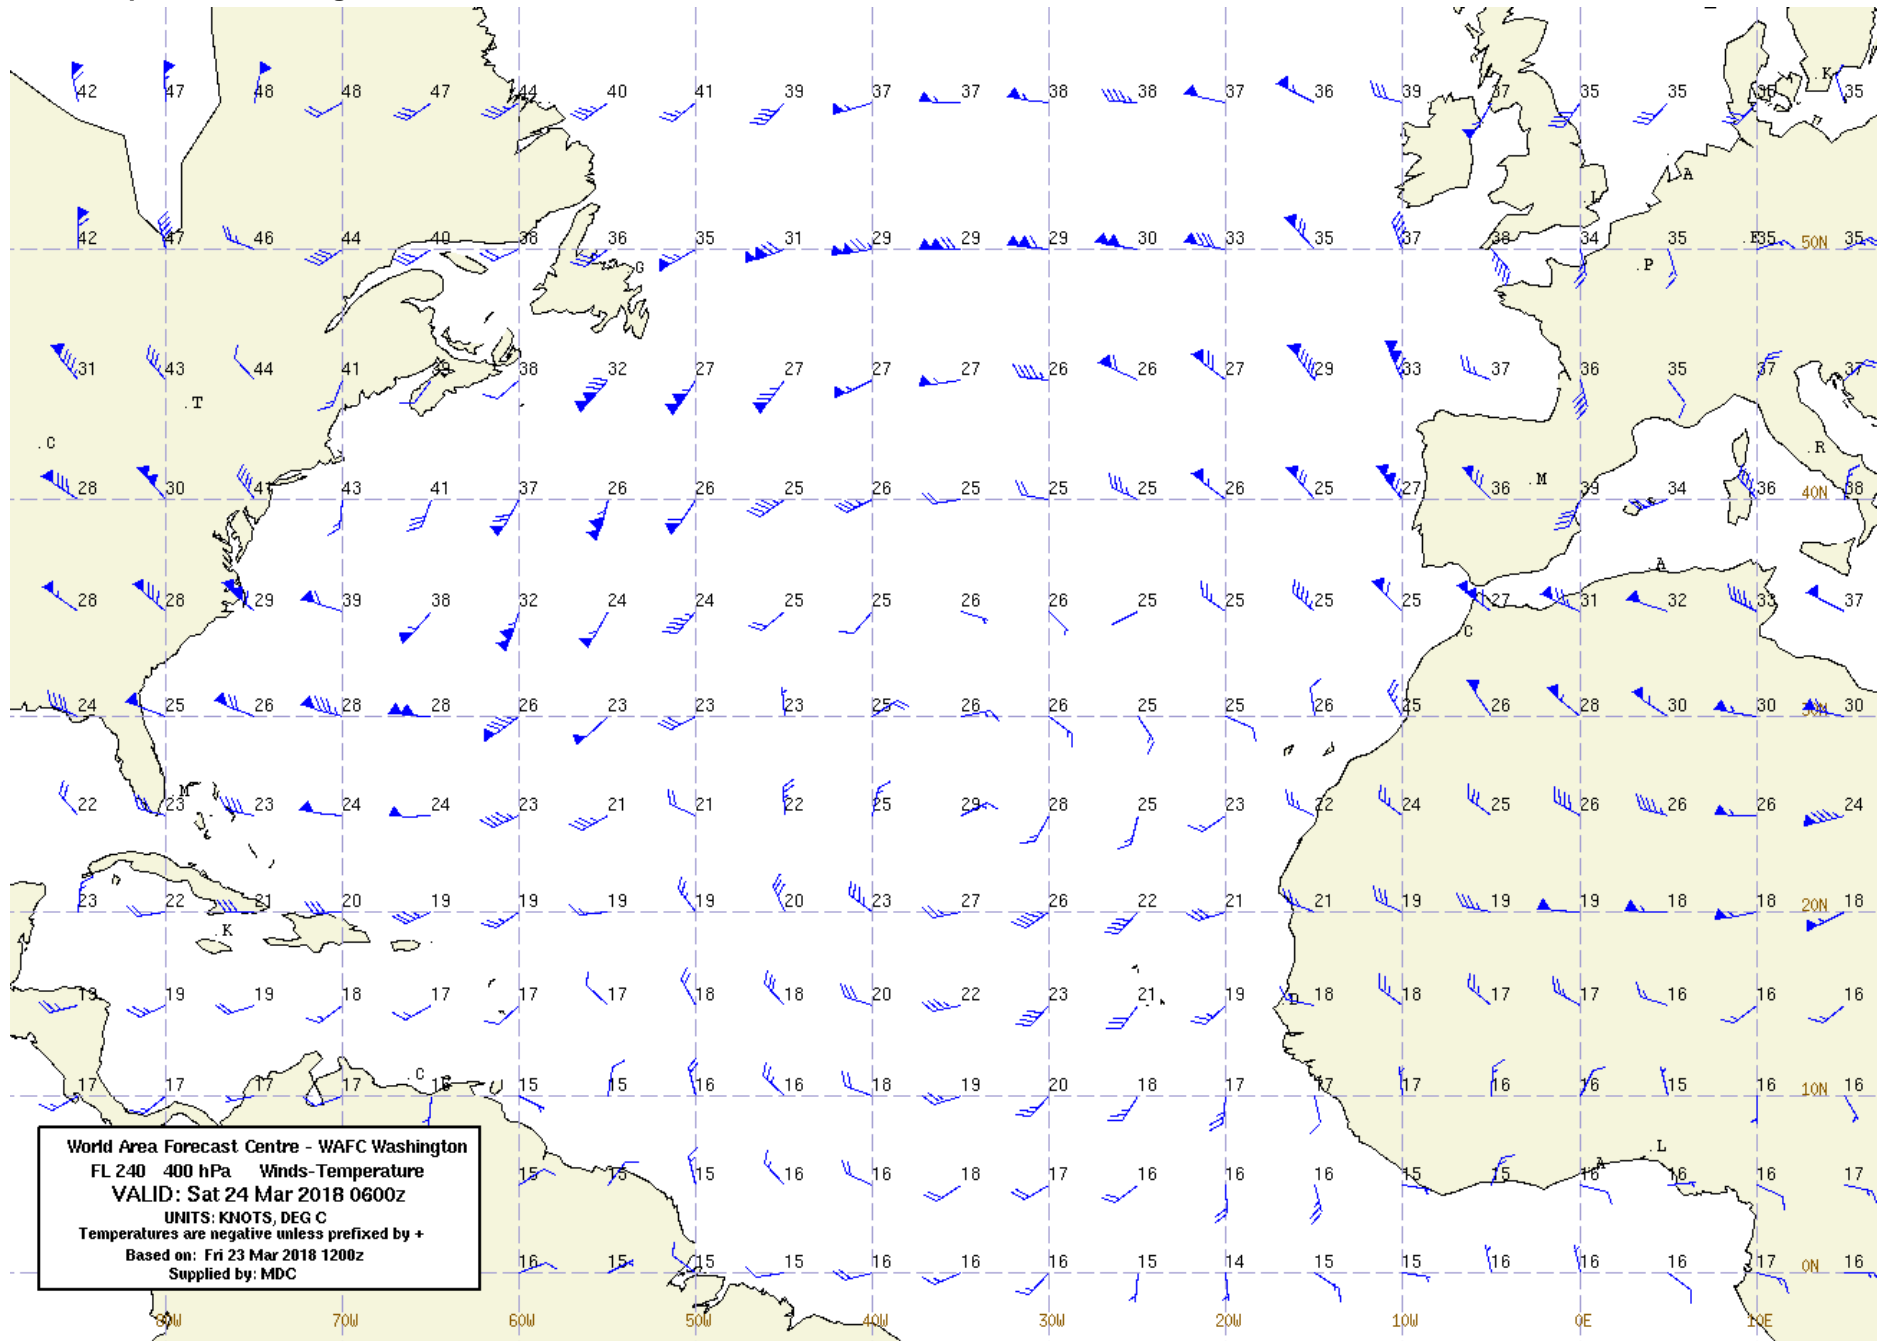 .K
42 47 48 48 47 44 40 41 39 37 37 38 38 37 36 39 37 35 35 35
.A
.L
42 47 46 44 40 36 35 31 29 29 29 30 33 35 37 38 34 35 35 50N 35
.G .P
31 43 44 41 39 38 32 27 27 27 27 26 26 27 29 33 37 36 35 37 37
.T
.C .R
.M
28 30 41 43 41 37 26 26 25 26 25 25 25 26 25 27 36 39 34 36 40N 38
.A
28 28 29 39 38 32 24 24 25 25 26 26 25 25 25 25 27 31 32 33 37
.C
24 25 26 28 28 26 23 23 23 25 26 26 25 25 26 25 26 28 30 30 30
.M
22 23 23 24 24 23 21 21 22 25 29 28 25 23 22 24 25 26 26 26 24
23 22 21 20 19 19 19 19 20 23 27 26 22 21 21 19 19 19 18 18 20N 18
.K
19 19 18 17 17 17 18 18 20 22 23 21 19 18 18 17 17 16 16 16
.D
.C
17 17 17 17 15 15 16 16 18 19 20 18 17 17 17 16 16 15 16 10N 16
.L
.A
15 15 15 16 16 18 17 16 16 16 15 15 16 16 16 17
16 15 15 15 16 16 16 15 14 15 16 16 16 16 17 0N 16
World Area Forecast Centre - WAFC Washington
FL 240 400 hPa Winds-Temperature
VALID: Sat 24 Mar 2018 0600z
UNITS: KNOTS, DEG C
Temperatures are negative unless prefixed by +
Based on: Fri 23 Mar 2018 1200z
Supplied by: MDC
80W 70W 60W 50W 40W 30W 20W 10W 0E 10E